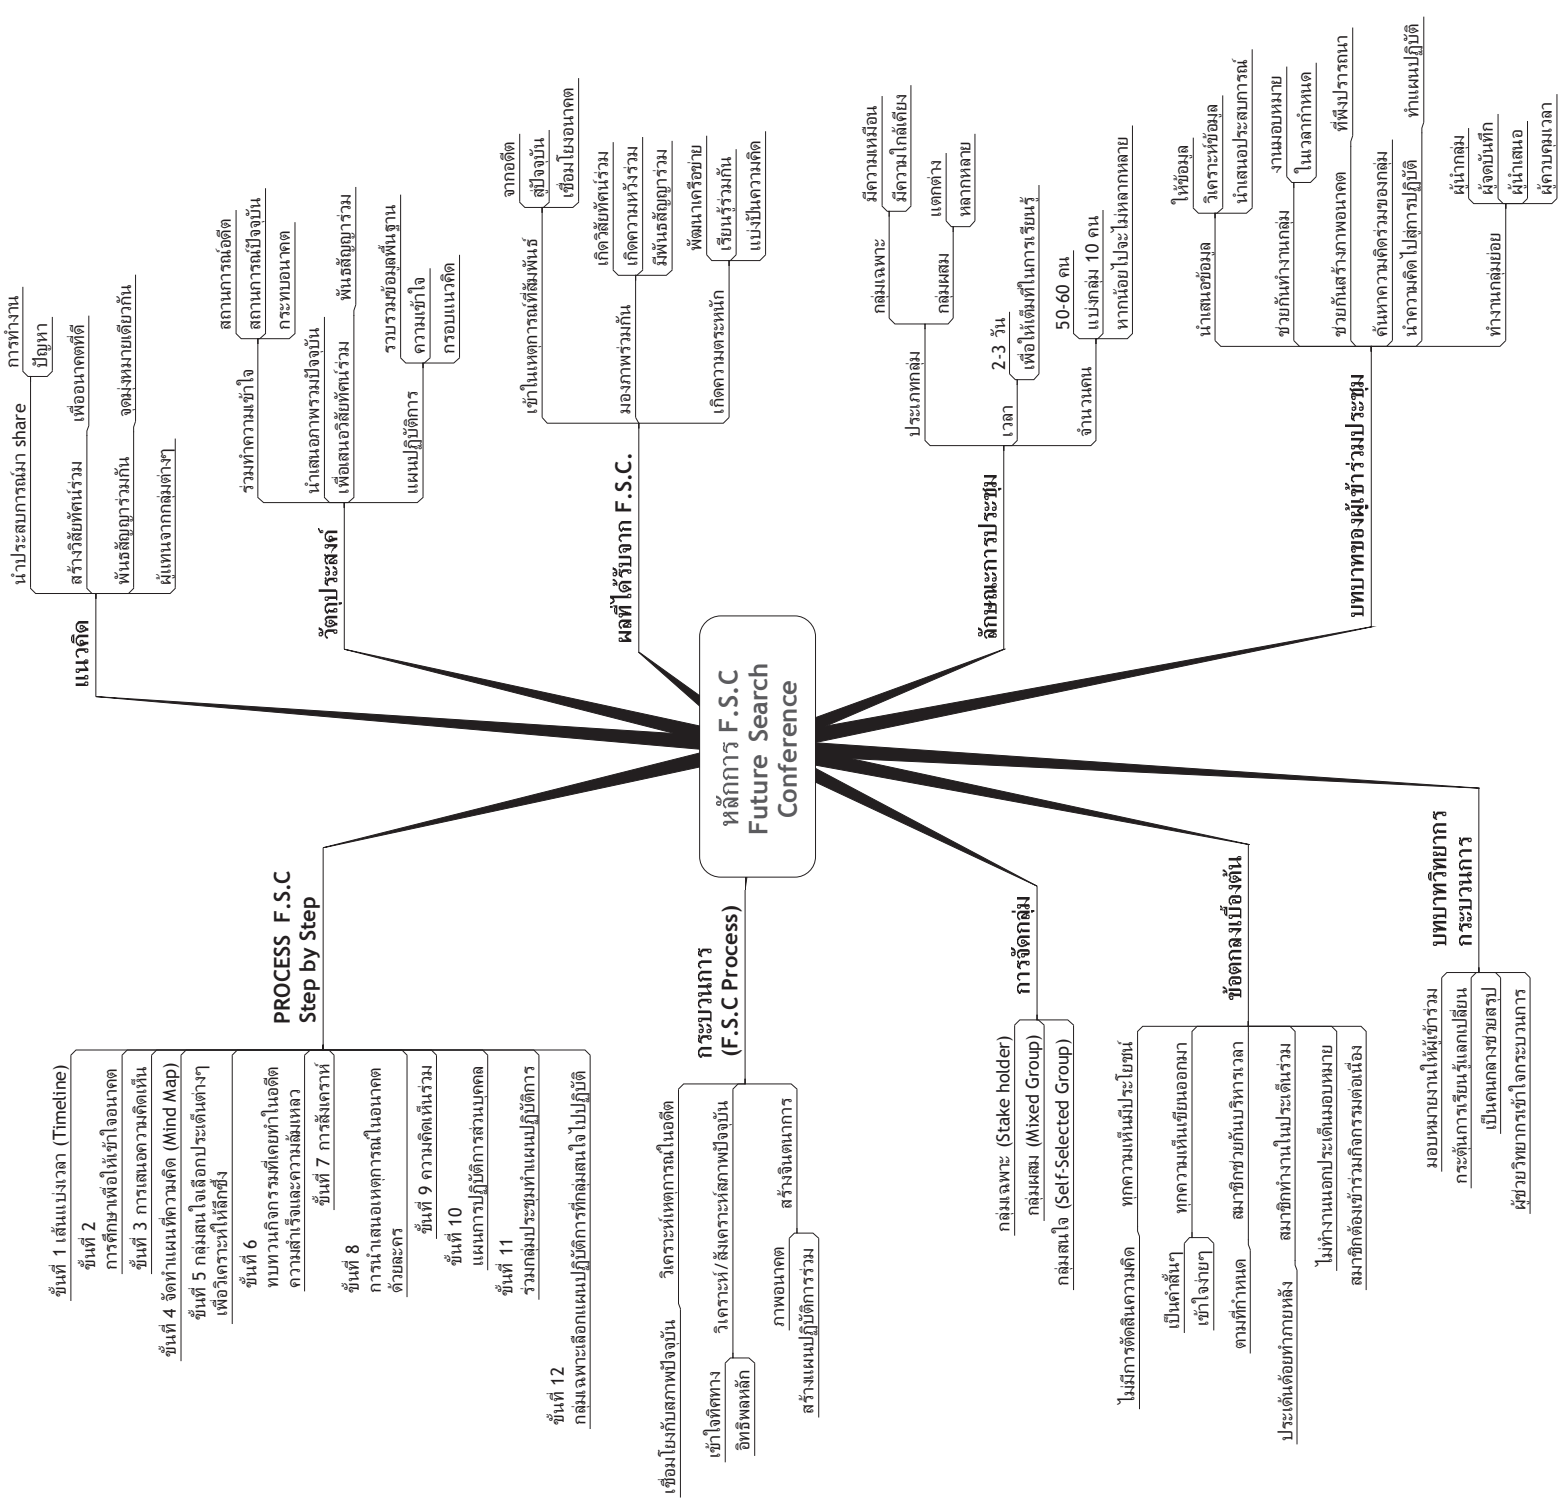 หลักการ F.S.C
Future Search
Conference
แนวคิด
นำประสบการณ์มา share
การทำงาน
ปัญหา
สร้างวิสัยทัศน์ร่วม
เพื่ออนาคตที่ดี
พันธสัญญาร่วมกัน
จุดมุ่งหมายเดียวกัน
ผู้แทนจากกลุ่มต่างๆ
วัตถุประสงค์
ร่วมทำความเข้าใจ
สถานการณ์อดีต
สถานการณ์ปัจจุบัน
กระทบอนาคต
นำเสนอภาพรวมปัจจุบัน
เพื่อเสนอวิสัยทัศน์ร่วม
พันธสัญญาร่วม
แผนปฏิบัติการ
รวบรวมข้อมูลพื้นฐาน
ความเข้าใจ
กรอบแนวคิด
ผลที่ได้รับจาก F.S.C.
เข้าในเหตุการณ์ที่สัมพันธ์
จากอดีต
สู่ปัจจุบัน
เชื่อมโยงอนาคต
มองภาพร่วมกัน
เกิดวิสัยทัศน์ร่วม
เกิดความหวังร่วม
มีพันธสัญญาร่วม
เกิดความตระหนัก
พัฒนาเครือข่าย
เรียนรู้ร่วมกัน
แบ่งปันความคิด
ลักษณะการประชุม
ประเภทกลุ่ม
กลุ่มเฉพาะ
มีความเหมือน
มีความใกล้เคียง
กลุ่มผสม
แตกต่าง
หลากหลาย
เวลา
2-3 วัน
เพื่อให้เต็มที่ในการเรียนรู้
จำนวนคน
50-60 คน
แบ่งกลุ่ม 10 คน
หากน้อยไปจะไม่หลากหลาย
บทบาทของผู้เข้าร่วมประชุม
นำเสนอข้อมูล
ให้ข้อมูล
วิเคราะห์ข้อมูล
นำเสนอประสบการณ์
ช่วยกันทำงานกลุ่ม
งานมอบหมาย
ในเวลากำหนด
ช่วยกันสร้างภาพอนาคต
ที่พึงปรารถนา
ค้นหาความคิดร่วมของกลุ่ม
นำความคิดไปสู่การปฏิบัติ
ทำแผนปฏิบัติ
ทำงานกลุ่มย่อย
ผู้นำกลุ่ม
ผู้จดบันทึก
ผู้นำเสนอ
ผู้ควบคุมเวลา
PROCESS F.S.C
Step by Step
ขั้นที่ 1 เส้นแบ่งเวลา (Timeline)
ขั้นที่ 2
การศึกษาเพื่อให้เข้าใจอนาคต
ขั้นที่ 3 การเสนอความคิดเห็น
ขั้นที่ 4 จัดทำแผนที่ความคิด (Mind Map)
ขั้นที่ 5 กลุ่มสนใจเลือกประเด็นต่างๆ
เพื่อวิเคราะห์ให้ลึกซึ้ง
ขั้นที่ 6
ทบทวนกิจกรรมที่เคยทำในอดีต
ความสำเร็จและความล้มเหลว
ขั้นที่ 7 การสังเคราะห์
ขั้นที่ 8
การนำเสนอเหตุการณ์ในอนาคต
ด้วยละคร
ขั้นที่ 9 ความคิดเห็นร่วม
ขั้นที่ 10
แผนการปฏิบัติการส่วนบุคคล
ขั้นที่ 11
ร่วมกลุ่มประชุมทำแผนปฏิบัติการ
ขั้นที่ 12
กลุ่มเฉพาะเลือกแผนปฏิบัติการที่กลุ่มสนใจไปปฏิบัติ
กระบวนการ
(F.S.C Process)
วิเคราะห์เหตุการณ์ในอดีต
เชื่อมโยงกับสภาพปัจจุบัน
วิเคราะห์/สังเคราะห์สภาพปัจจุบัน
เข้าใจทิศทาง
อิทธิพลหลัก
สร้างจินตนาการ
ภาพอนาคต
สร้างแผนปฏิบัติการร่วม
การจัดกลุ่ม
กลุ่มเฉพาะ (Stake holder)
กลุ่มผสม (Mixed Group)
กลุ่มสนใจ (Self-Selected Group)
ข้อตกลงเบื้องต้น
ทุกความเห็นมีประโยชน์
ไม่มีการตัดสินความคิด
ทุกความเห็นเขียนออกมา
เป็นคำสั้นๆ
เข้าใจง่ายๆ
สมาชิกช่วยกันบริหารเวลา
ตามที่กำหนด
สมาชิกทำงานในประเด็นร่วม
ประเด็นด้อยทำภายหลัง
ไม่ทำงานนอกประเด็นมอบหมาย
สมาชิกต้องเข้าร่วมกิจกรรมต่อเนื่อง
บทบาทวิทยากร
กระบวนการ
มอบหมายงานให้ผู้เข้าร่วม
กระตุ้นการเรียนรู้แลกเปลี่ยน
เป็นคนกลางช่วยสรุป
ผู้ช่วยวิทยากรเข้าใจกระบวนการ